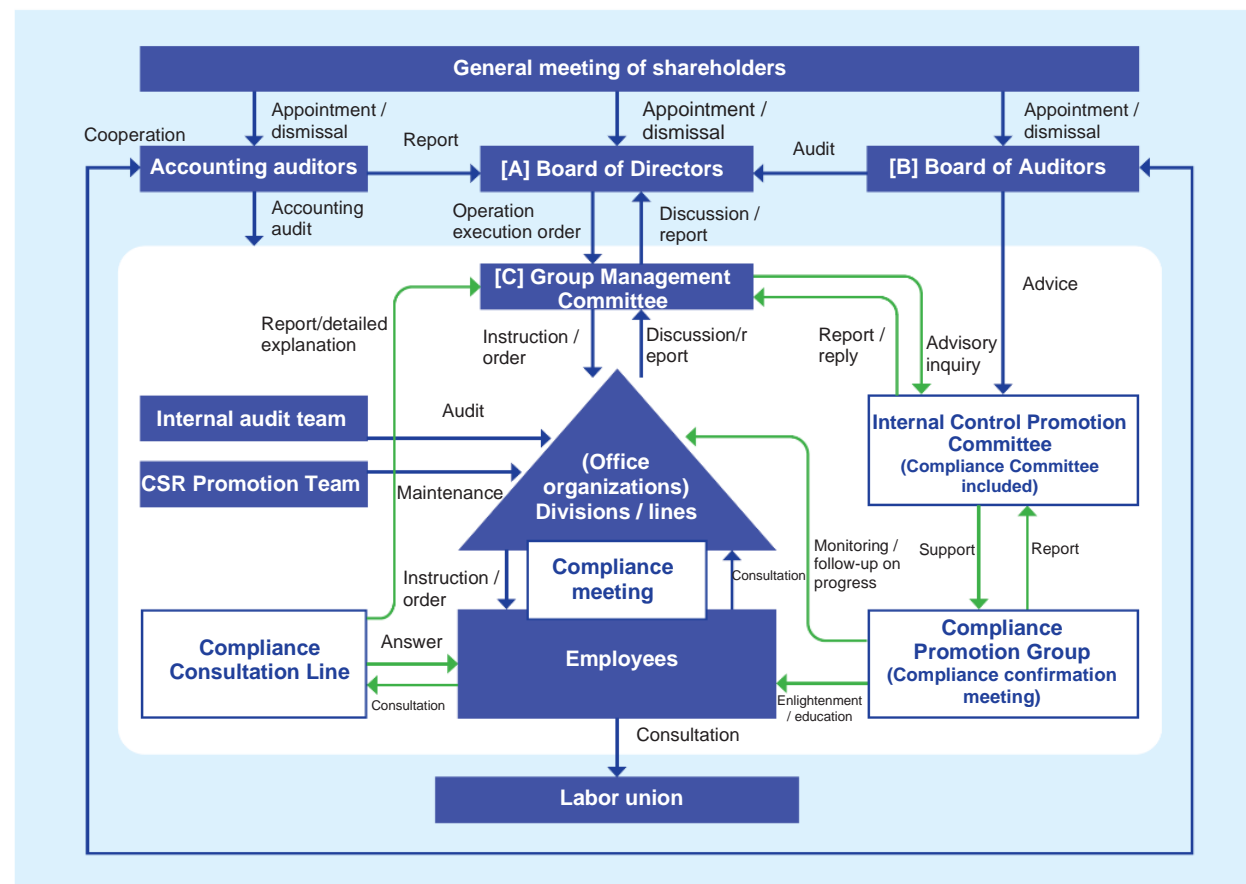 General meeting of shareholders
Appointment /
dismissal
Appointment /
dismissal
Appointment /
dismissal
Cooperation
Report
Audit
Accounting auditors
[A] Board of Directors
[B] Board of Auditors
Accounting
audit
Operation
execution order
Discussion /
report
Advice
[C] Group Management
Committee
Report/detailed
explanation
Instruction /
order
Discussion/r
eport
Report /
reply
Advisory
inquiry
Internal audit team
Audit
CSR Promotion Team
Maintenance
(Office
organizations)
Divisions / lines
Internal Control Promotion
Committee
(Compliance Committee
included)
Monitoring /
follow-up on
progress
Support
Report
Instruction /
order
Compliance
meeting
Consultation
Compliance
Consultation Line
Answer
Consultation
Employees
Enlightenment
/ education
Compliance
Promotion Group
(Compliance confirmation
meeting)
Consultation
Labor union